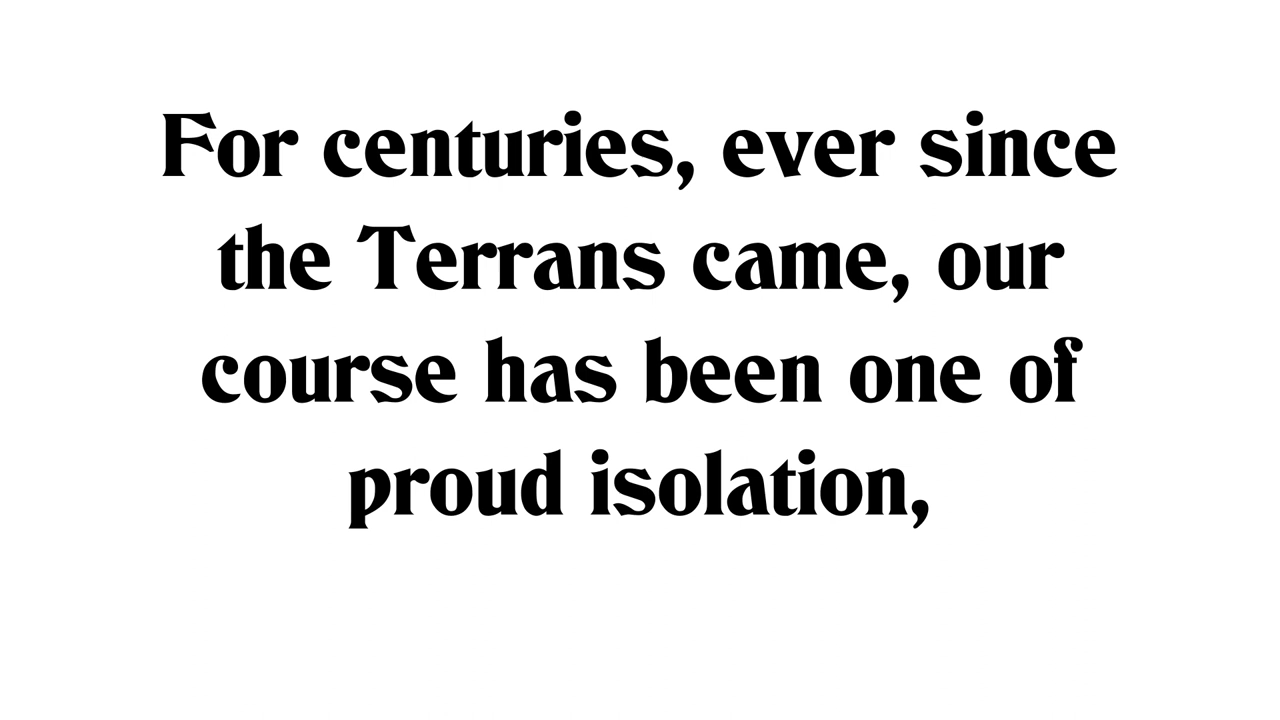 For centuries, ever since
the Terrans came, our
course has been one of
proud isolation,